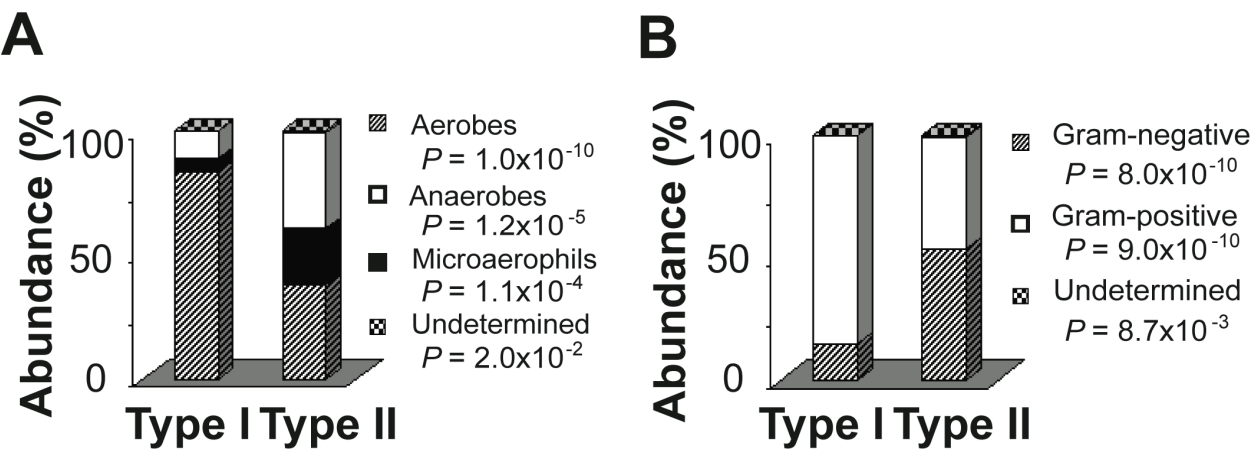 A
Abundance (%)
100
50
0
Type I Type II
Aerobes
P = 1.0x10-10
Anaerobes
P = 1.2x10-5
Microaerophils
P = 1.1x10-4
Undetermined
P = 2.0x10-2
B
Abundance (%)
100
50
0
Type I Type II
Gram-negative
P = 8.0x10-10
Gram-positive
P = 9.0x10-10
Undetermined
P = 8.7x10-3